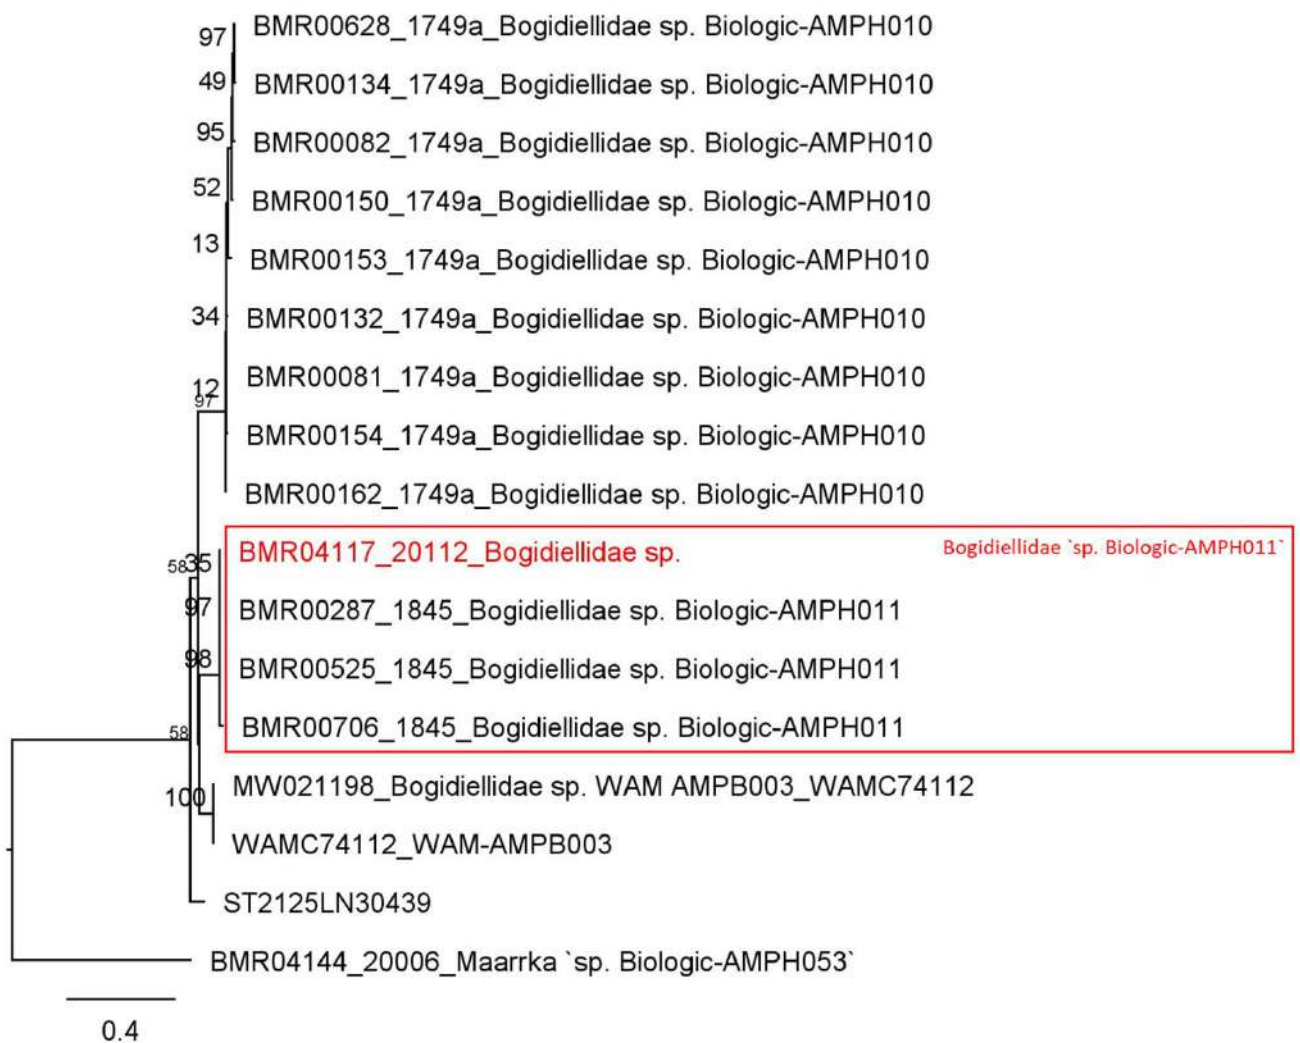 BMR00628_1749a_Bogidiellidae sp. Biologic-AMPH010
97
49
BMR00134_1749a_Bogidiellidae sp. Biologic-AMPH010
95
BMR00082_1749a_Bogidiellidae sp. Biologic-AMPH010
52
BMR00150_1749a_Bogidiellidae sp. Biologic-AMPH010
13
BMR00153_1749a_Bogidiellidae sp. Biologic-AMPH010
34
BMR00132_1749a_Bogidiellidae sp. Biologic-AMPH010
12
BMR00081_1749a_Bogidiellidae sp. Biologic-AMPH010
97
BMR00154_1749a_Bogidiellidae sp. Biologic-AMPH010
BMR00162_1749a_Bogidiellidae sp. Biologic-AMPH010
BMR04117_20112_Bogidiellidae sp.
Bogidiellidae `sp. Biologic-AMPH011`
58
35
97
BMR00287_1845_Bogidiellidae sp. Biologic-AMPH011
98
BMR00525_1845_Bogidiellidae sp. Biologic-AMPH011
58
BMR00706_1845_Bogidiellidae sp. Biologic-AMPH011
100
MW021198_Bogidiellidae sp. WAM AMPB003_WAMC74112
WAMC74112_WAM-AMPB003
ST2125LN30439
BMR04144_20006_Maarrka `sp. Biologic-AMPH053`
0.4